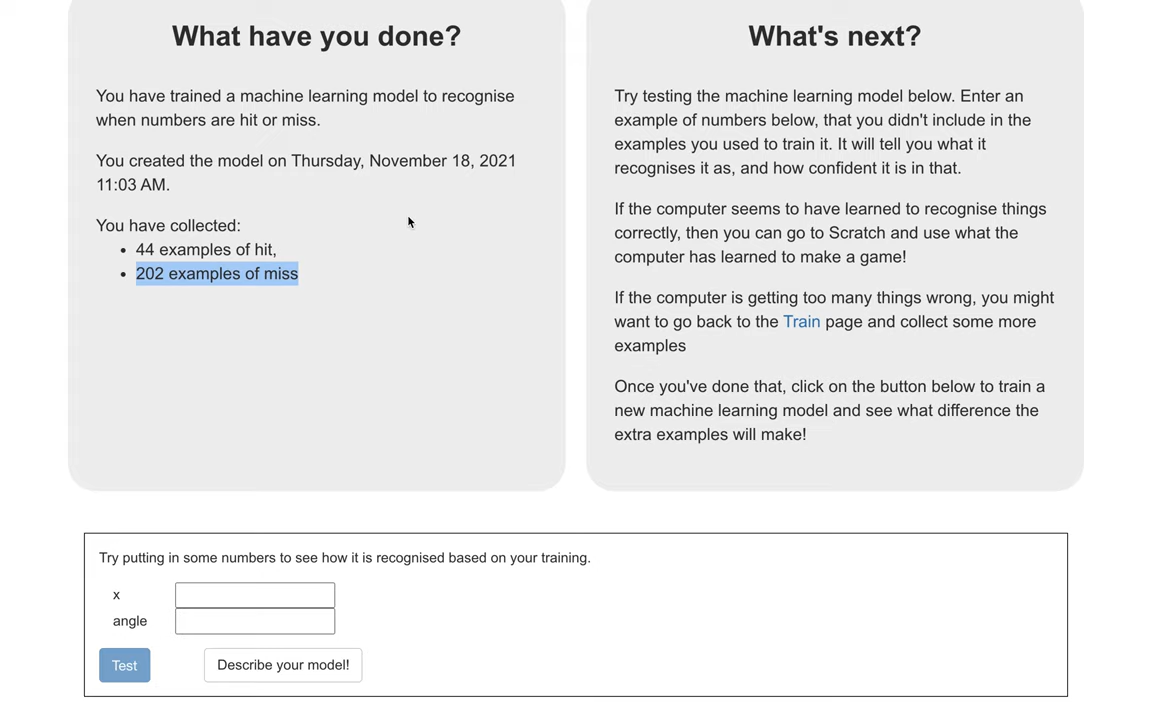 What have you done?
You have trained a machine learning model to recognise
when numbers are hit or miss.
You created the model on Thursday, November 18, 2021
11:03 AM.
You have collected:
• 44 examples of hit,
• 202 examples of miss
What's next?
Try testing the machine learning model below. Enter an
example of numbers below, that you didn't include in the
examples you used to train it. It will tell you what it
recognises it as, and how confident it is in that.
If the computer seems to have learned to recognise things
correctly, then you can go to Scratch and use what the
computer has learned to make a game!
If the computer is getting too many things wrong, you might
want to go back to the Train page and collect some more
examples
Once you've done that, click on the button below to train a
new machine learning model and see what difference the
extra examples will make!
Try putting in some numbers to see how it is recognised based on your training.
x
angle
Test
Describe your model!